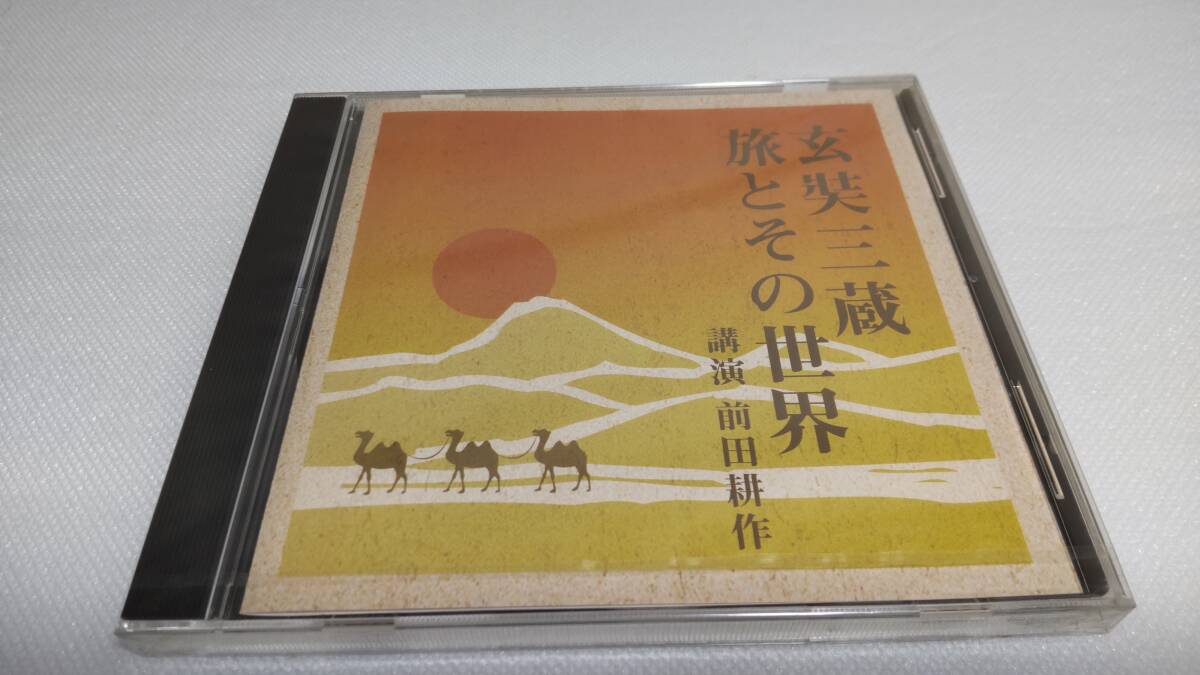 玄奘三蔵
旅とその世界
講演 前田耕作